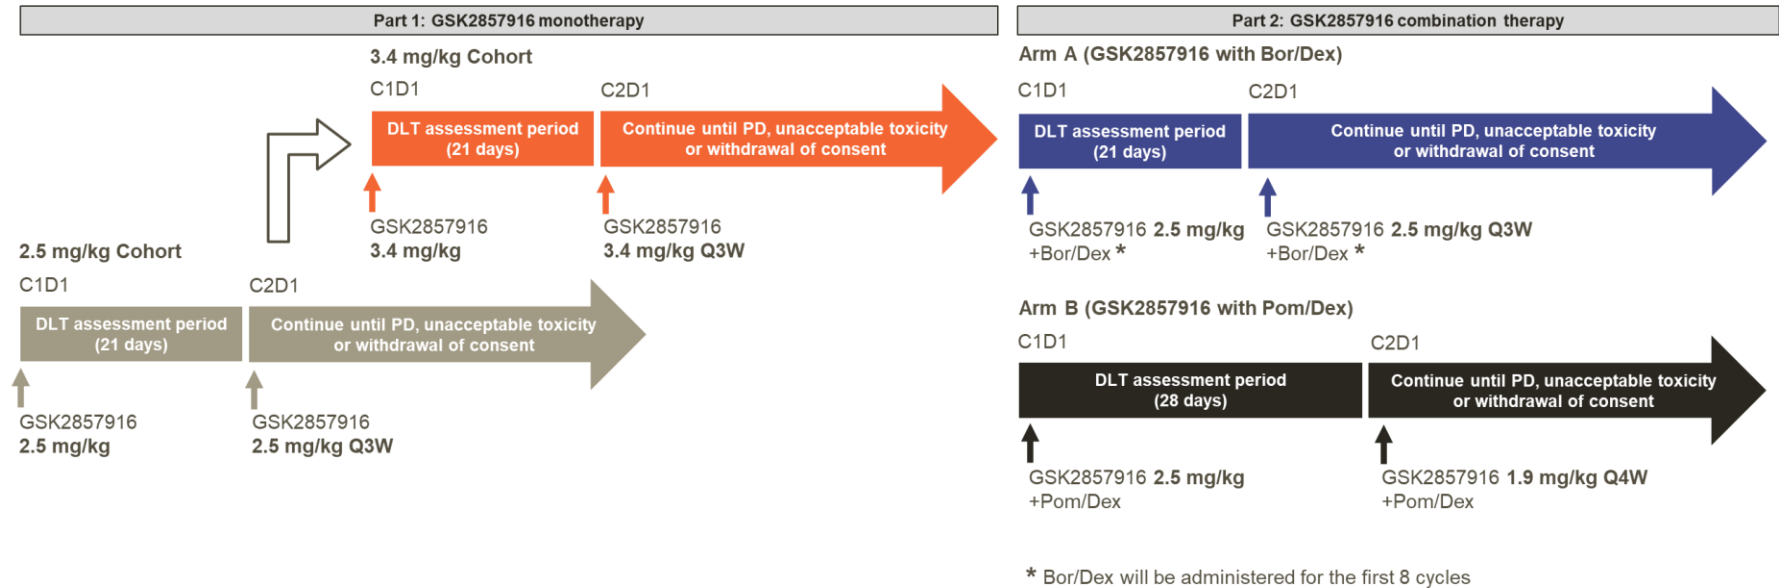 Part 1: GSK2857916 monotherapy
3.4 mg/kg Cohort
C1D1
C2D1
DLT assessment period
(21 days)
Continue until PD, unacceptable toxicity
or withdrawal of consent
GSK2857916
3.4 mg/kg
GSK2857916
3.4 mg/kg Q3W
2.5 mg/kg Cohort
C1D1
C2D1
DLT assessment period
(21 days)
Continue until PD, unacceptable toxicity
or withdrawal of consent
GSK2857916
2.5 mg/kg
GSK2857916
2.5 mg/kg Q3W
Part 2: GSK2857916 combination therapy
Arm A (GSK2857916 with Bor/Dex)
C1D1
C2D1
DLT assessment period
(21 days)
Continue until PD, unacceptable toxicity
or withdrawal of consent
GSK2857916 2.5 mg/kg
+Bor/Dex *
GSK2857916 2.5 mg/kg Q3W
+Bor/Dex *
Arm B (GSK2857916 with Pom/Dex)
C1D1
C2D1
DLT assessment period
(28 days)
Continue until PD, unacceptable toxicity
or withdrawal of consent
GSK2857916 2.5 mg/kg
+Pom/Dex
GSK2857916 1.9 mg/kg Q4W
+Pom/Dex
* Bor/Dex will be administered for the first 8 cycles